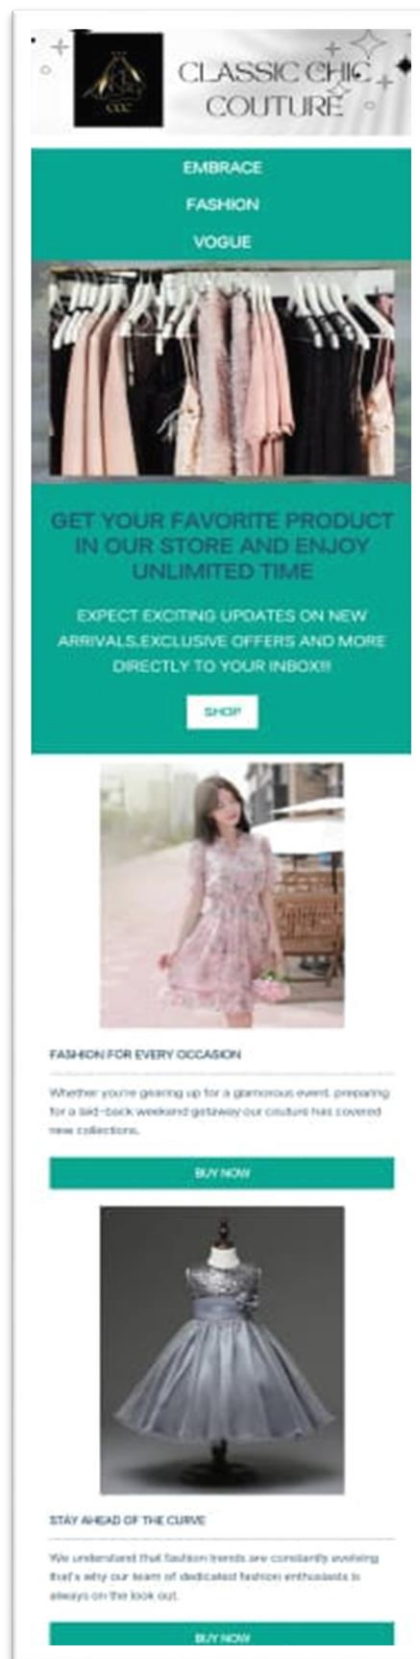 CCC
CLASSIC CHIC
COUTURE
EMBRACE
FASHION
VOGUE
GET YOUR FAVORITE PRODUCT
IN OUR STORE AND ENJOY
UNLIMITED TIME
EXPECT EXCITING UPDATES ON NEW
ARRIVALS.EXCLUSIVE OFFERS AND MORE
DIRECTLY TO YOUR INBOX!!!
SHOP
FASHION FOR EVERY OCCASION
Whether you're gearing up for a glamorous event. preparing
for a laid-back weekend getaway our couture has covered
new collections.
BUY NOW
STAY AHEAD OF THE CURVE
We understand that fashion trends are constantly evolving
that's why our team of dedicated fashion enthusiasts is
always on the look out.
BUY NOW